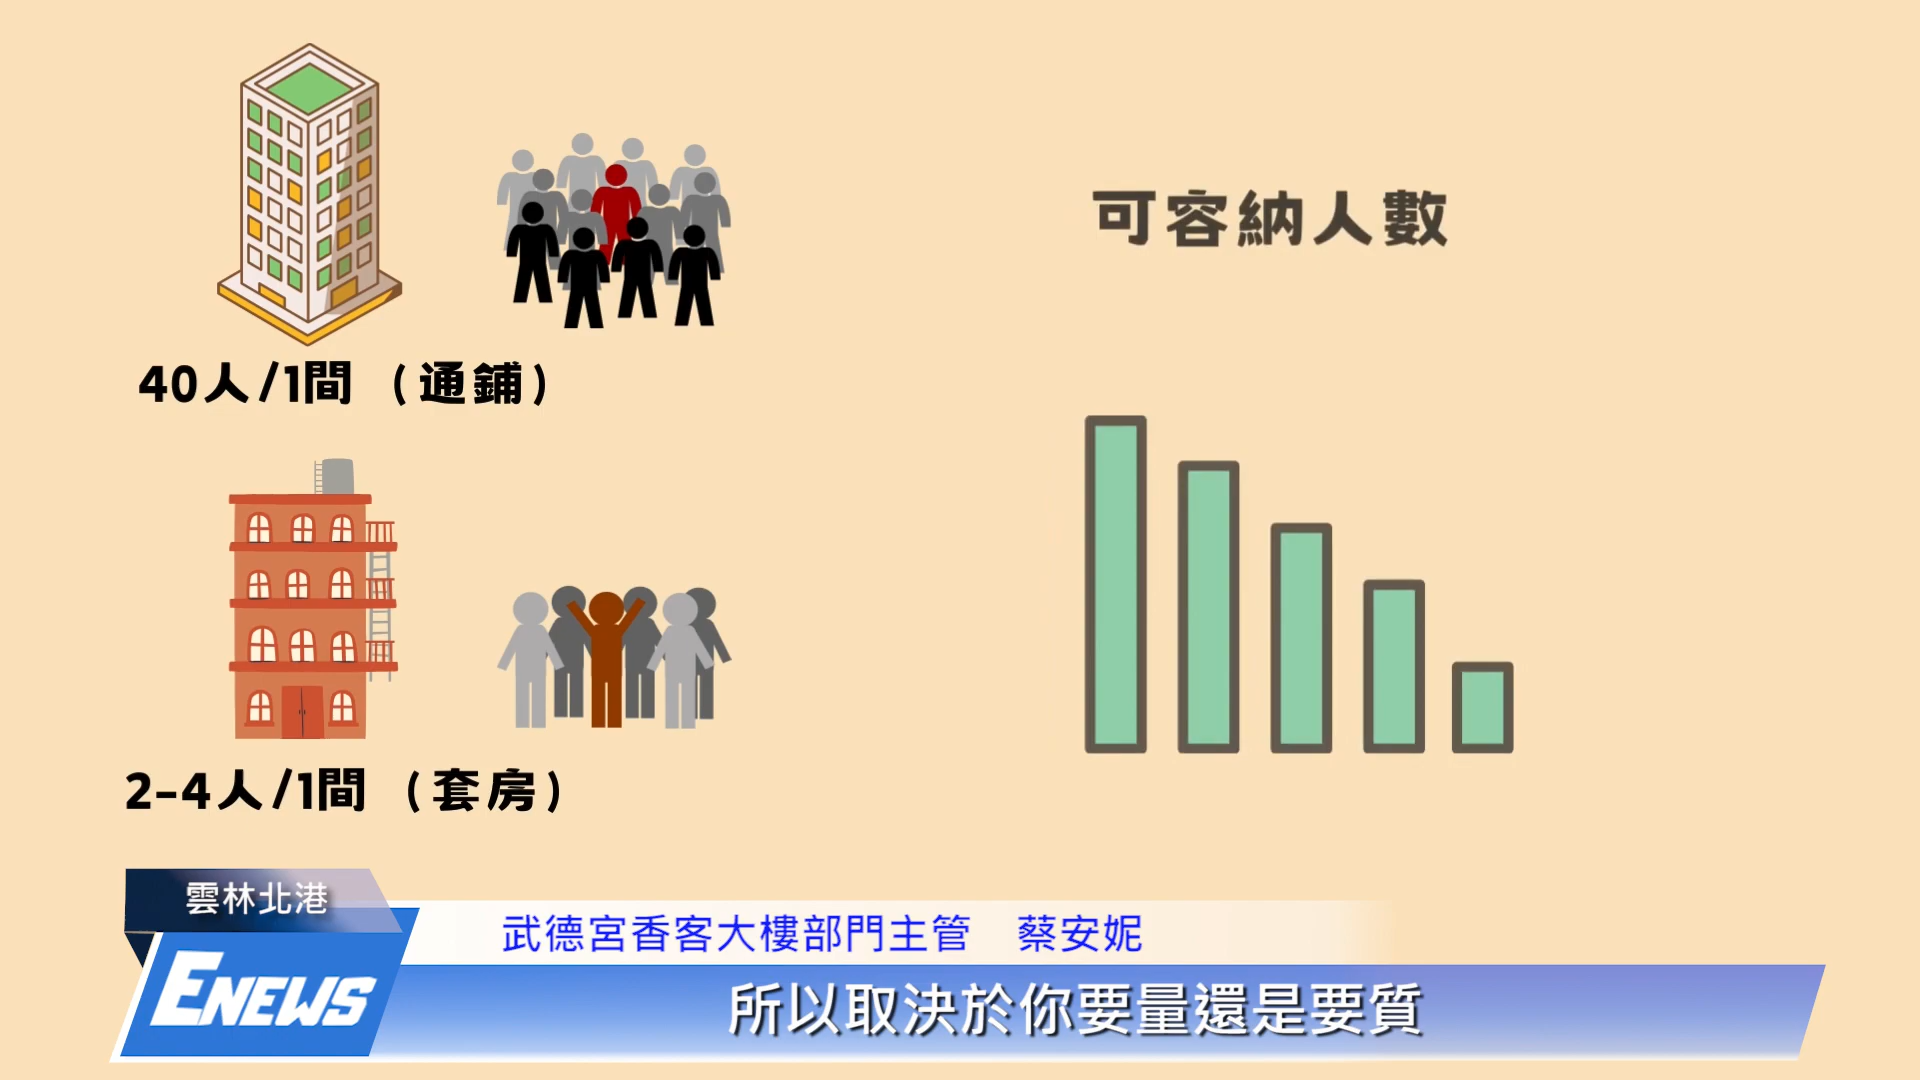 可容納人數
40人/1間（通鋪）
2-4人/1間（套房）
雲林北港
武德宮香客大樓部門主管　蔡安妮
ENEWS
所以取決於你要量還是要質